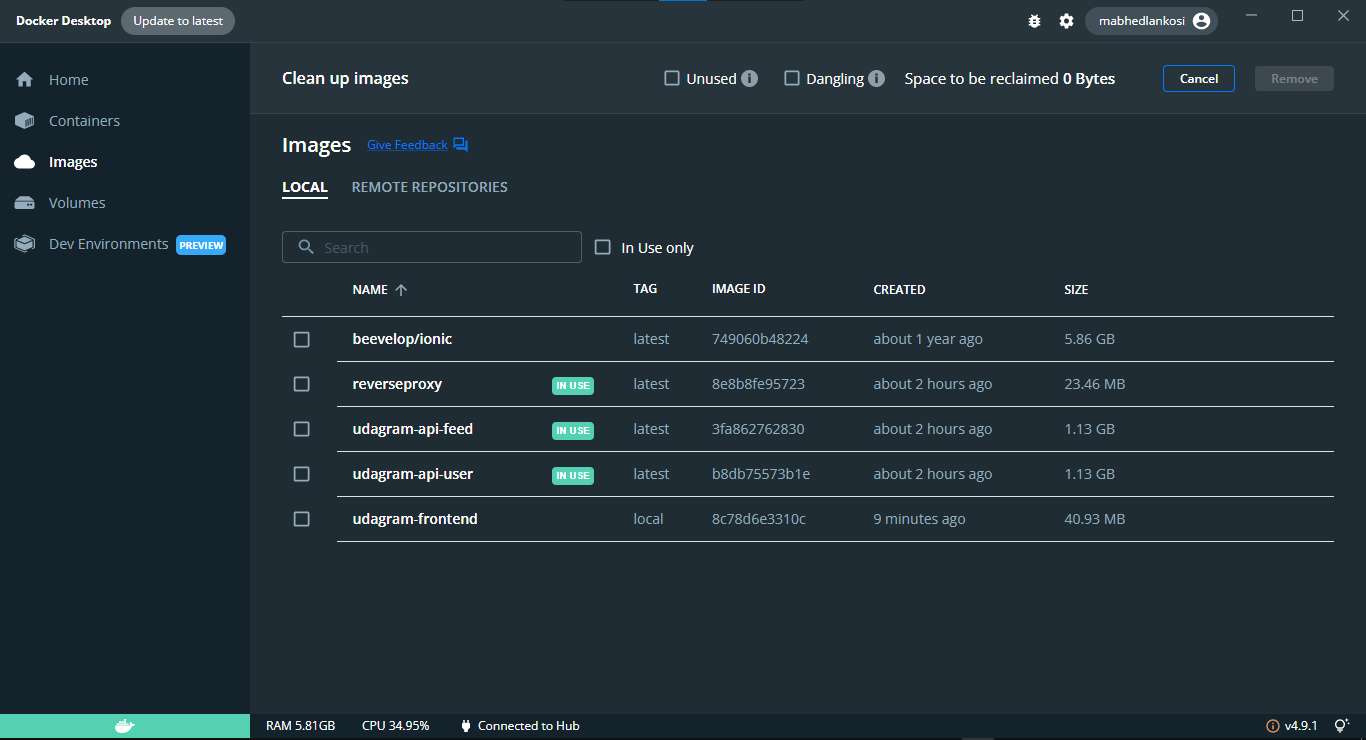 Docker Desktop Update to latest mabhedlankosi
Home
Containers
Images
Volumes
Dev Environments PREVIEW
Clean up images Unused Dangling Space to be reclaimed 0 Bytes Cancel Remove
Images Give Feedback
LOCAL REMOTE REPOSITORIES
Search In Use only
NAME TAG IMAGE ID CREATED SIZE
beevelop/ionic latest 749060b48224 about 1 year ago 5.86 GB
reverseproxy IN USE latest 8e8b8fe95723 about 2 hours ago 23.46 MB
udagram-api-feed IN USE latest 3fa862762830 about 2 hours ago 1.13 GB
udagram-api-user IN USE latest b8db75573b1e about 2 hours ago 1.13 GB
udagram-frontend local 8c78d6e3310c 9 minutes ago 40.93 MB
RAM 5.81GB CPU 34.95% Connected to Hub v4.9.1